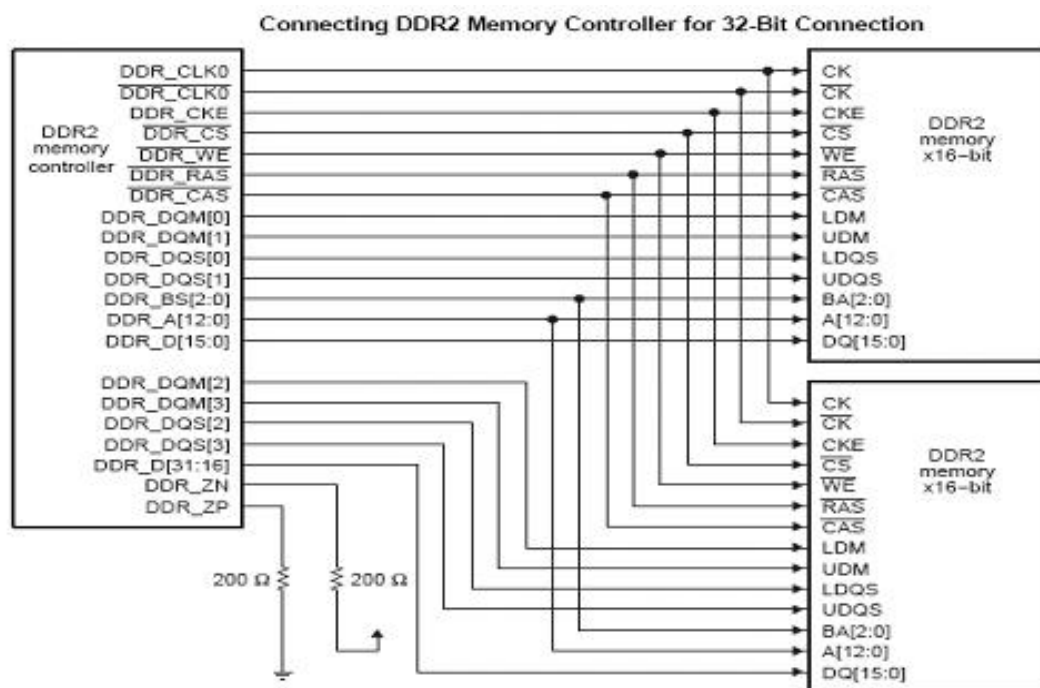 Connecting DDR2 Memory Controller for 32-Bit Connection
DDR2
memory
controller
DDR_CLK0
DDR_CLK0
DDR_CKE
DDR_CS
DDR_WE
DDR_RAS
DDR_CAS
DDR_DQM[0]
DDR_DQM[1]
DDR_DQS[0]
DDR_DQS[1]
DDR_BS[2:0]
DDR_A[12:0]
DDR_D[15:0]
DDR_DQM[2]
DDR_DQM[3]
DDR_DQS[2]
DDR_DQS[3]
DDR_D[31:16]
DDR_ZN
DDR_ZP
200 Ω
200 Ω
CK
CK
CKE
CS
WE
RAS
CAS
LDM
UDM
LDQS
UDQS
BA[2:0]
A[12:0]
DQ[15:0]
DDR2
memory
x16-bit
CK
CK
CKE
CS
WE
RAS
CAS
LDM
UDM
LDQS
UDQS
BA[2:0]
A[12:0]
DQ[15:0]
DDR2
memory
x16-bit